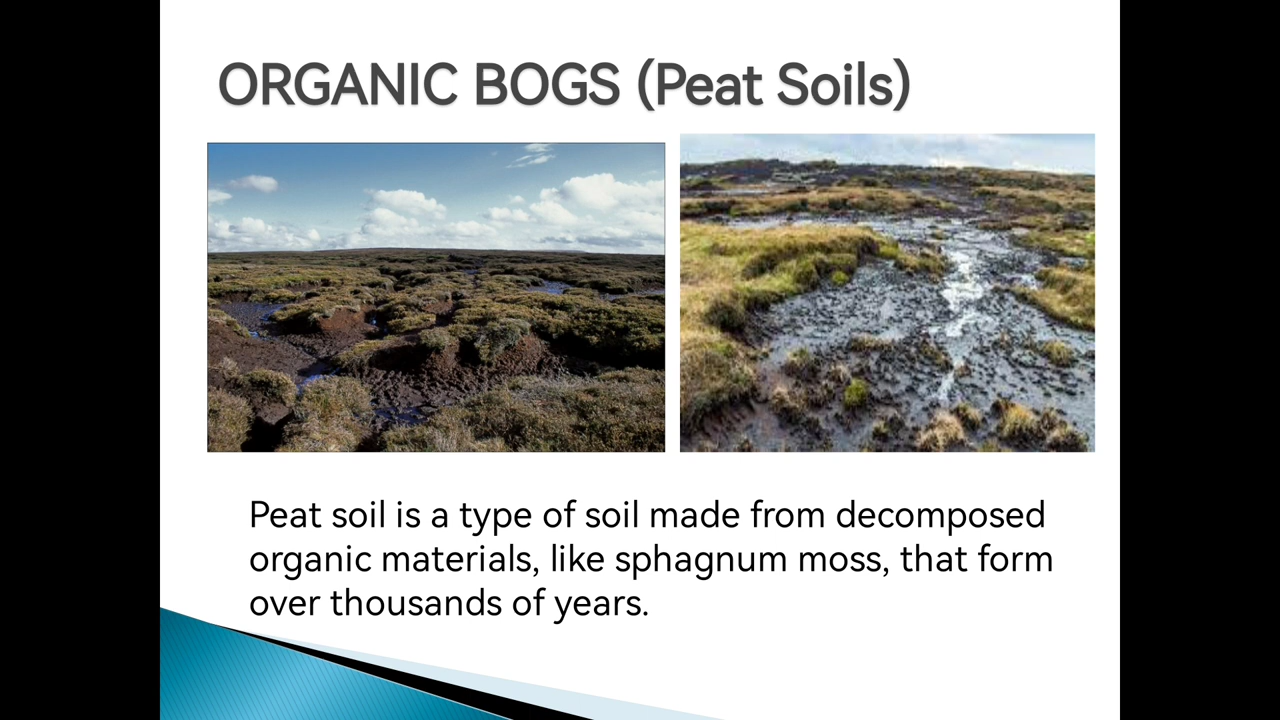 ORGANIC BOGS (Peat Soils)
Peat soil is a type of soil made from decomposed
organic materials, like sphagnum moss, that form
over thousands of years.